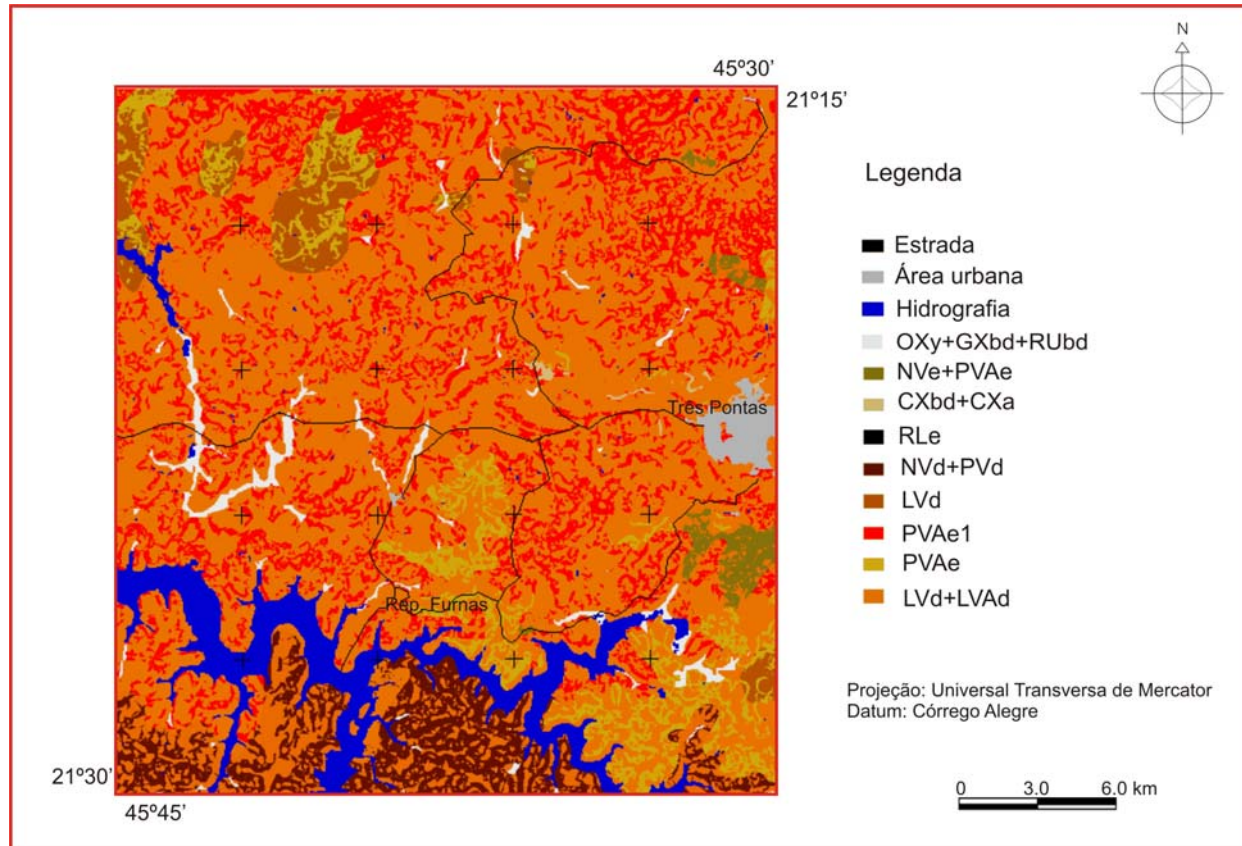 N
45º30’
21º15’
Legenda
Estrada
Área urbana
Hidrografia
OXy+GXbd+RUbd
NVe+PVAe
CXbd+CXa
RLe
NVd+PVd
LVd
PVAe1
PVAe
LVd+LVAd
Três Pontas
Rep. Furnas
Projeção: Universal Transversa de Mercator
Datum: Córrego Alegre
21º30’
45º45’
0 3.0 6.0 km